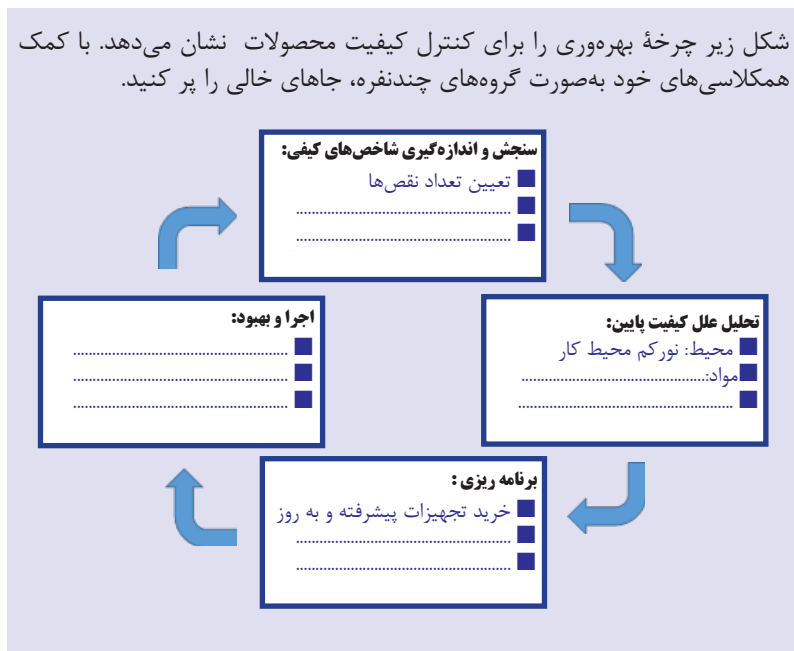 شکل زیر چرخهٔ بهره‌وری را برای کنترل کیفیت محصولات نشان می‌دهد. با کمک
همکلاسی‌های خود به‌صورت گروه‌های چندنفره، جاهای خالی را پر کنید.
سنجش و اندازه‌گیری شاخص‌های کیفی:
■ تعیین تعداد نقص‌ها
■ ......................................................
■ ......................................................
تحلیل علل کیفیت پایین:
■ محیط: نورکم محیط کار
■ مواد:...............................................
■ ......................................................
برنامه ریزی :
■ خرید تجهیزات پیشرفته و به روز
■ ......................................................
■ ......................................................
اجرا و بهبود:
■ ......................................................
■ ......................................................
■ ......................................................